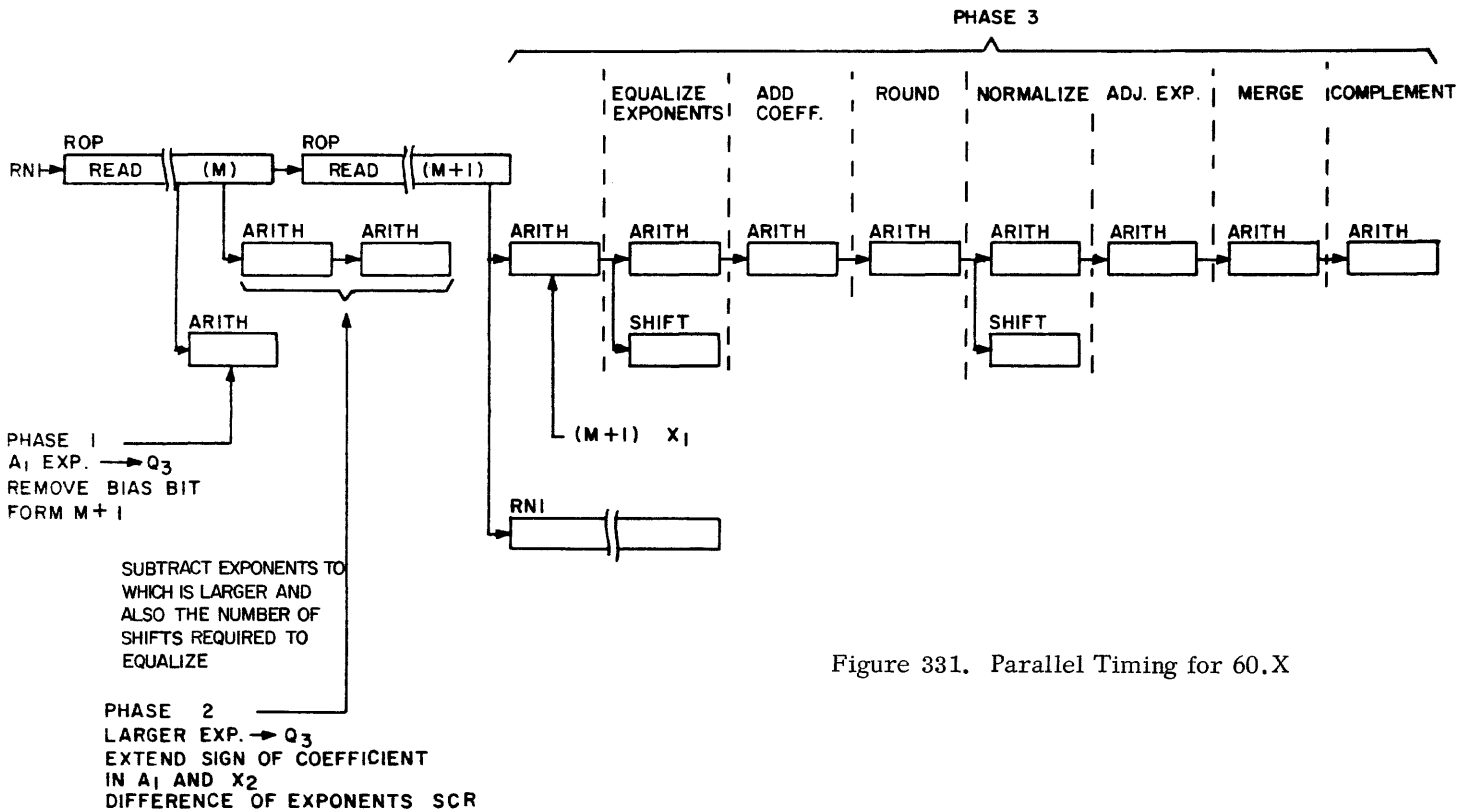 PHASE 3
EQUALIZE
EXPONENTS
ADD
COEFF.
ROUND
NORMALIZE
ADJ. EXP.
MERGE
COMPLEMENT
ROP
ROP
RNI
READ
(M)
READ
(M+1)
ARITH
ARITH
ARITH
ARITH
ARITH
ARITH
ARITH
ARITH
ARITH
ARITH
ARITH
SHIFT
SHIFT
PHASE 1
A1 EXP. → Q3
REMOVE BIAS BIT
FORM M+1
(M+1) X1
RNI
SUBTRACT EXPONENTS TO
WHICH IS LARGER AND
ALSO THE NUMBER OF
SHIFTS REQUIRED TO
EQUALIZE
PHASE 2
LARGER EXP. → Q3
EXTEND SIGN OF COEFFICIENT
IN A1 AND X2
DIFFERENCE OF EXPONENTS SCR
Figure 331. Parallel Timing for 60.X